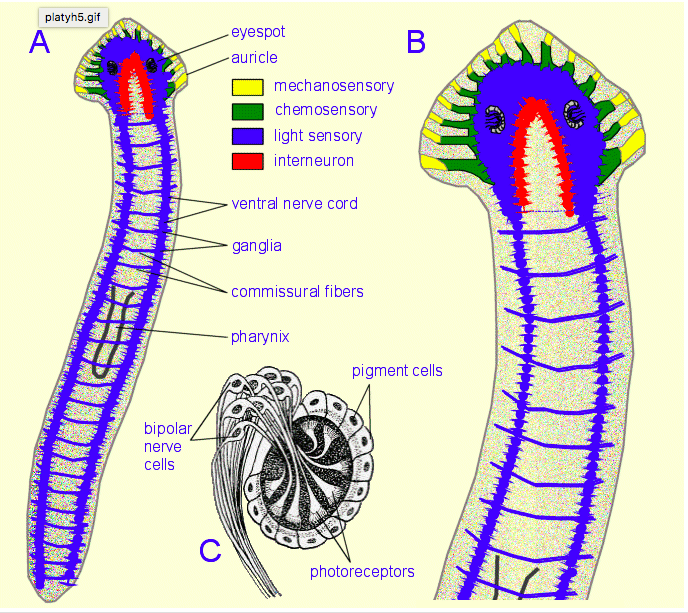 platyh5.gif
A
eyespot
auricle
mechanosensory
chemosensory
light sensory
interneuron
ventral nerve cord
ganglia
commissural fibers
pharynix
B
pigment cells
bipolar
nerve
cells
C
photoreceptors